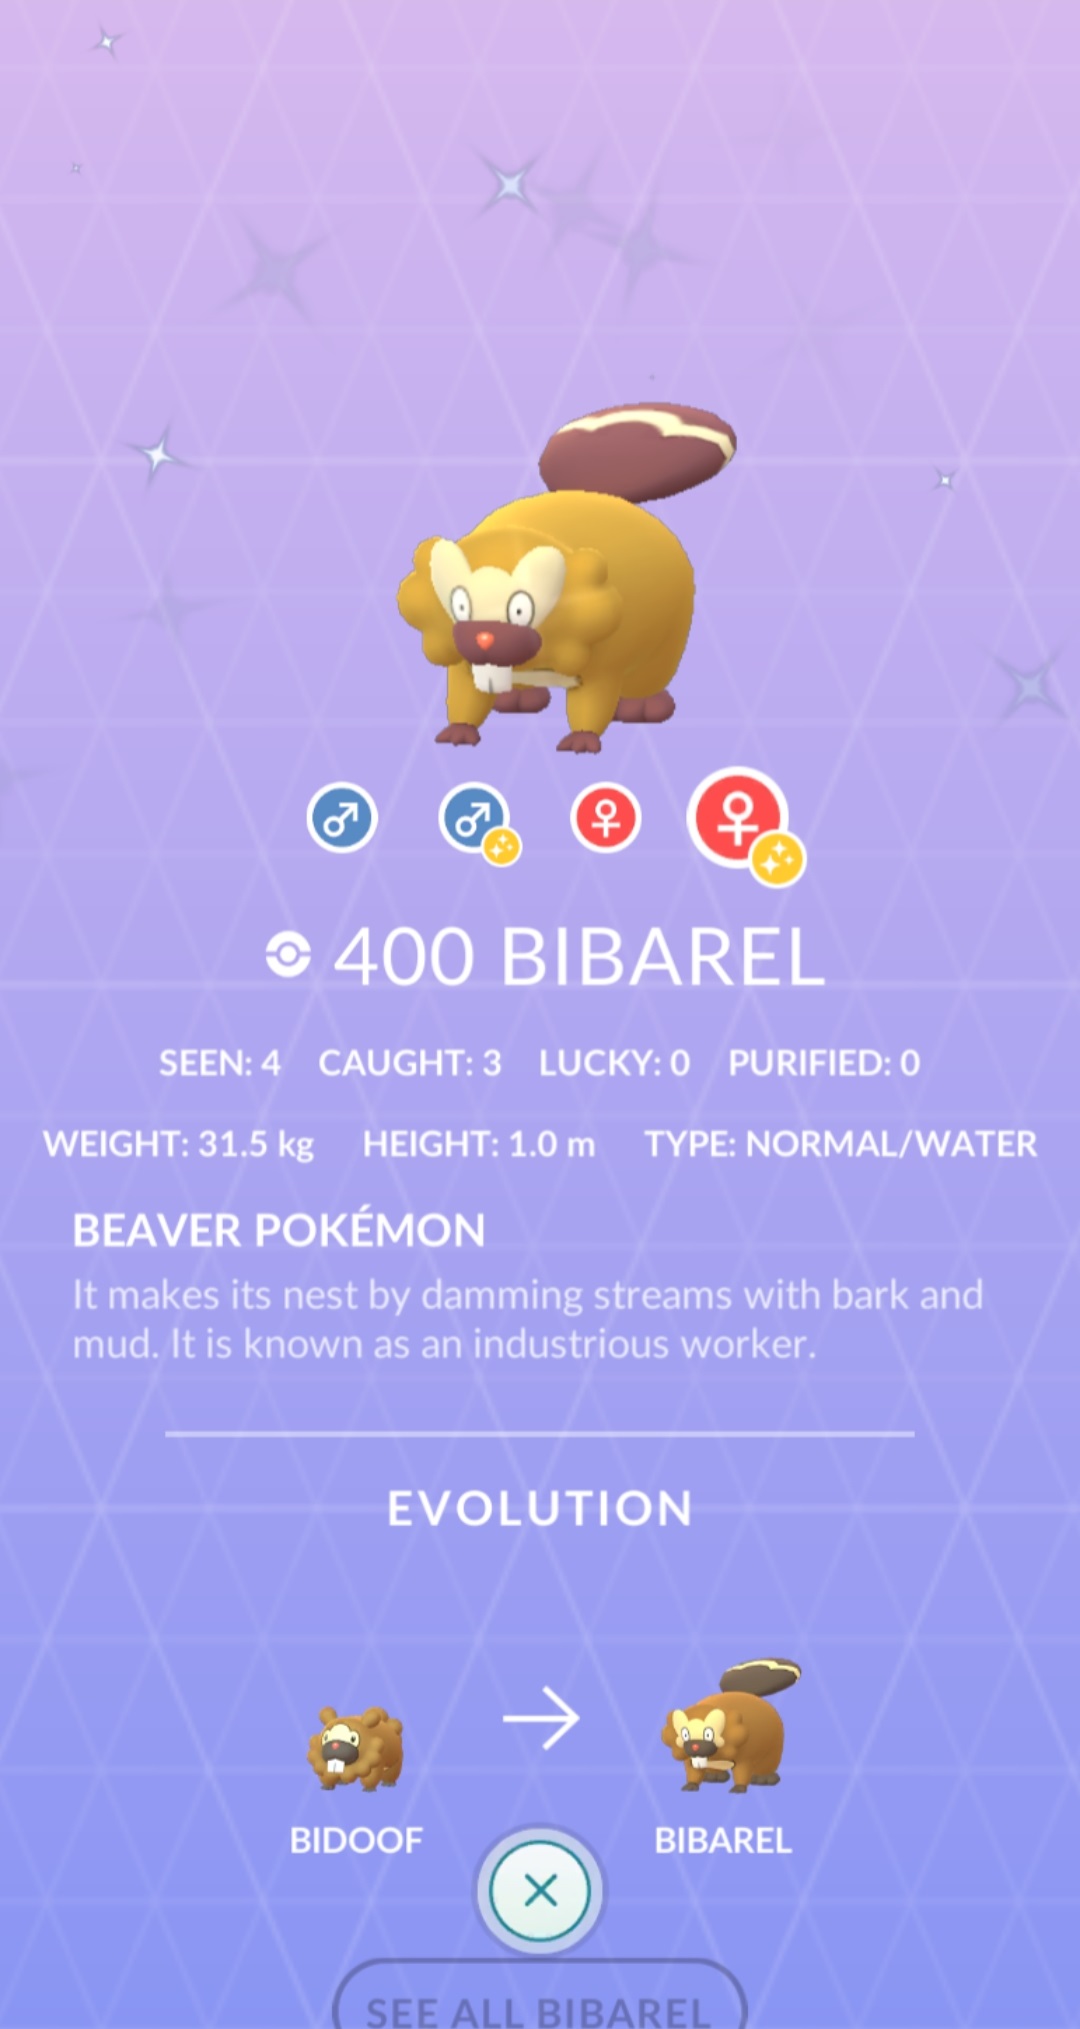 400 BIBAREL
SEEN: 4 CAUGHT: 3 LUCKY: 0 PURIFIED: 0
WEIGHT: 31.5 kg HEIGHT: 1.0 m TYPE: NORMAL/WATER
BEAVER POKÉMON
It makes its nest by damming streams with bark and
mud. It is known as an industrious worker.
EVOLUTION
BIDOOF BIBAREL
SEE ALL BIBAREL